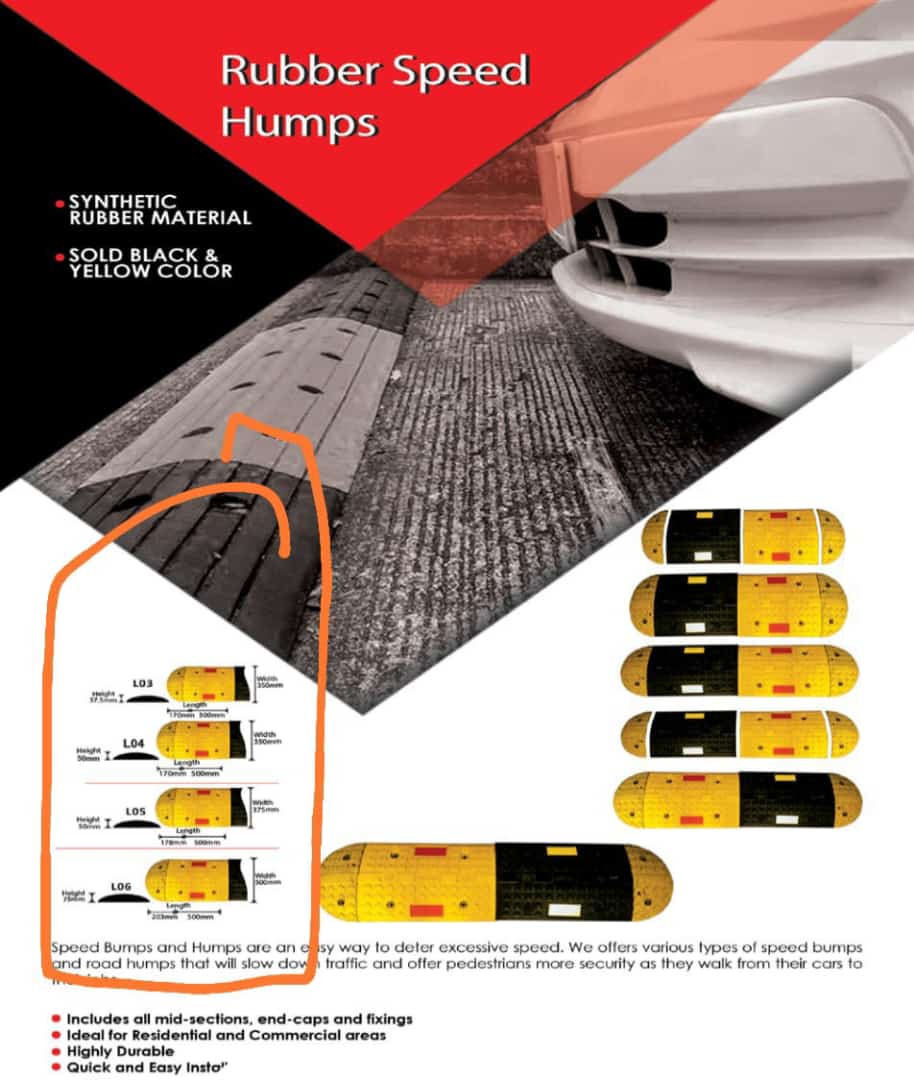 Rubber Speed
Humps
• SYNTHETIC
RUBBER MATERIAL
• SOLD BLACK &
YELLOW COLOR
L03
Height
37.5mm
Width
350mm
Length
170mm 500mm
L04
Height
50mm
Width
350mm
Length
170mm 500mm
L05
Height
50mm
Width
375mm
Length
178mm 500mm
L06
Height
Width
Length
203mm 500mm
Speed Bumps and Humps are an easy way to deter excessive speed. We offers various types of speed bumps
and road humps that will slow down traffic and offer pedestrians more security as they walk from their cars to
• Includes all mid-sections, end-caps and fixings
• Ideal for Residential and Commercial areas
• Highly Durable
• Quick and Easy